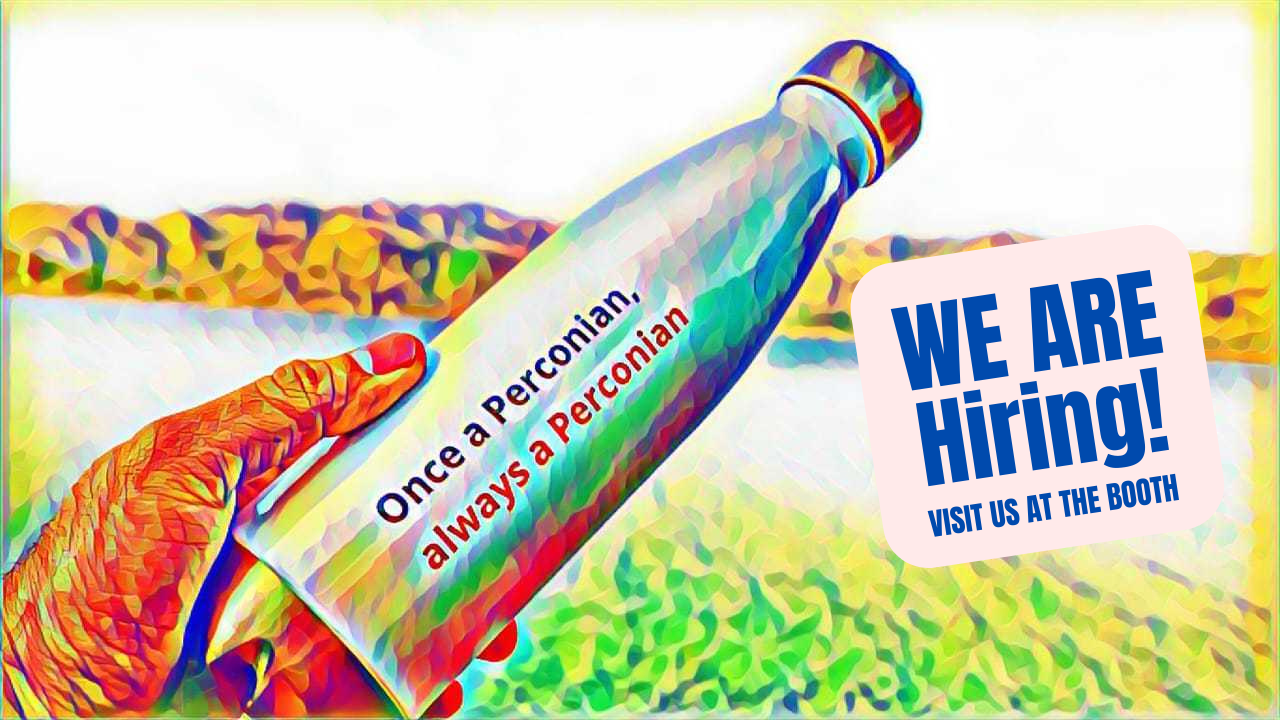 Once a Perconian,
always a Perconian
WE ARE
Hiring!
VISIT US AT THE BOOTH